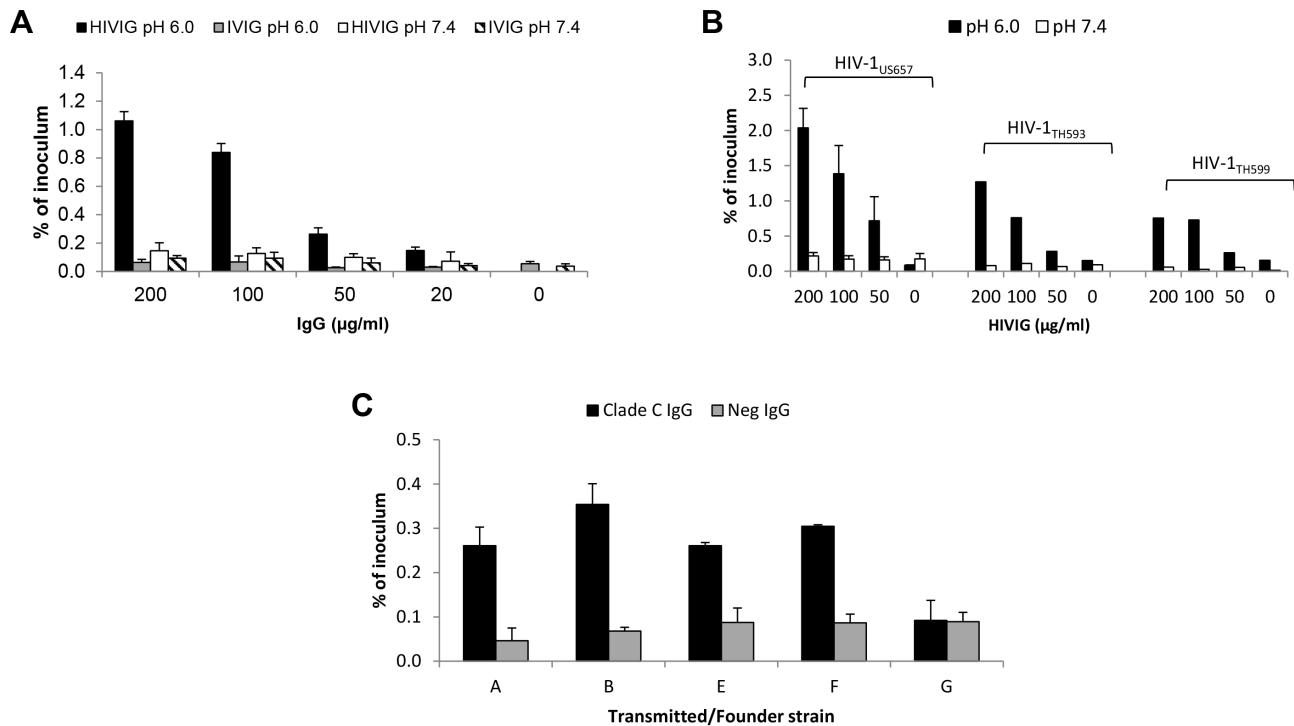 A
HIVIG pH 6.0 IVIG pH 6.0 HIVIG pH 7.4 IVIG pH 7.4
% of inoculum
1.4
1.2
1.0
0.8
0.6
0.4
0.2
0.0
200 100 50 20 0
IgG (µg/ml)
B
pH 6.0 pH 7.4
% of inoculum
3.0
2.5
2.0
1.5
1.0
0.5
0.0
HIV-1US657
HIV-1TH593
HIV-1TH599
200 100 50 0 200 100 50 0 200 100 50 0
HIVIG (µg/ml)
C
Clade C IgG Neg IgG
% of inoculum
0.5
0.4
0.3
0.2
0.1
0.0
A B E F G
Transmitted/Founder strain